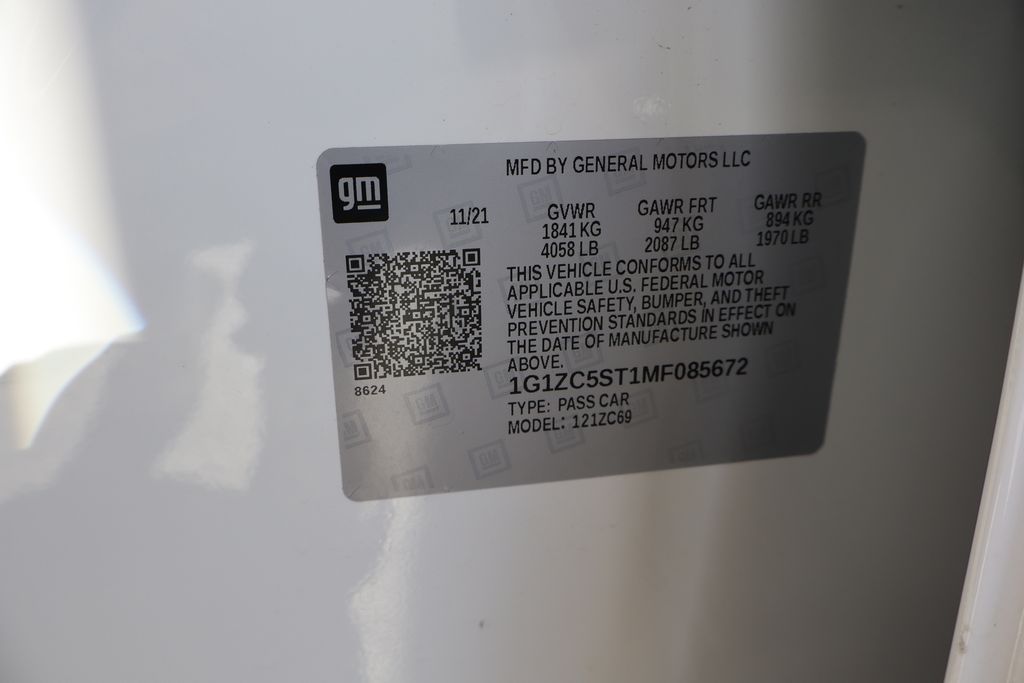 gm
MFD BY GENERAL MOTORS LLC
11/21
GVWR
1841 KG
4058 LB
GAWR FRT
947 KG
2087 LB
GAWR RR
894 KG
1970 LB
THIS VEHICLE CONFORMS TO ALL
APPLICABLE U.S. FEDERAL MOTOR
VEHICLE SAFETY, BUMPER, AND THEFT
PREVENTION STANDARDS IN EFFECT ON
THE DATE OF MANUFACTURE SHOWN
ABOVE.
8624
1G1ZC5ST1MF085672
TYPE: PASS CAR
MODEL: 121ZC69